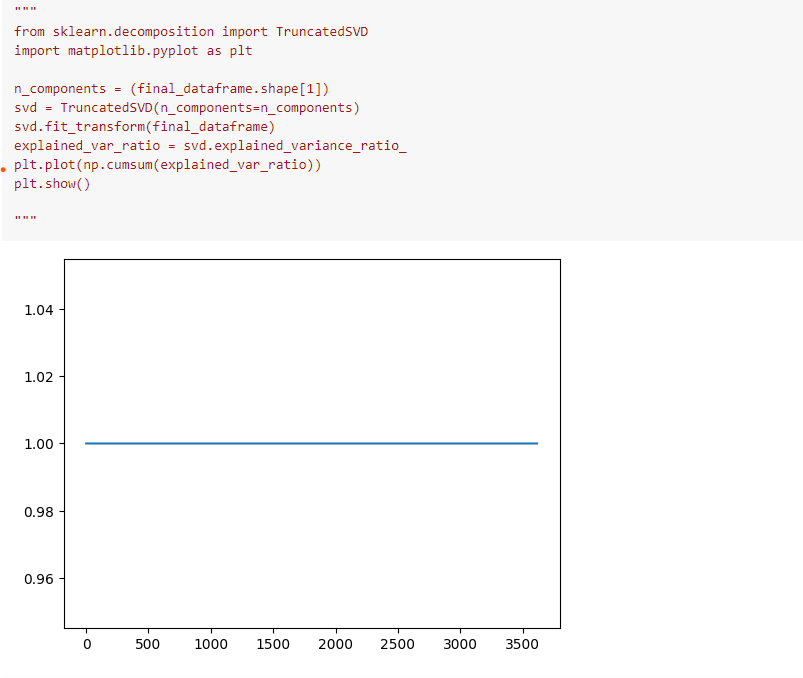 """
from sklearn.decomposition import TruncatedSVD
import matplotlib.pyplot as plt
n_components = (final_dataframe.shape[1])
svd = TruncatedSVD(n_components=n_components)
svd.fit_transform(final_dataframe)
explained_var_ratio = svd.explained_variance_ratio_
plt.plot(np.cumsum(explained_var_ratio))
plt.show()
"""
1.04
1.02
1.00
0.98
0.96
0 500 1000 1500 2000 2500 3000 3500